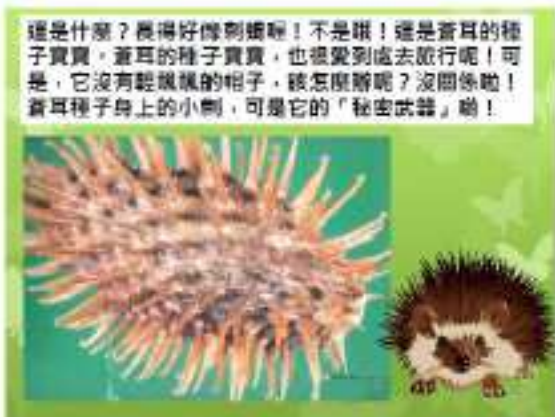 這是什麼？長得好像刺蝟喔！不是哦！這是蒼耳的種
子寶寶。蒼耳的種子寶寶，也很愛到處去旅行呢！可
是，它沒有輕飄飄的帽子，該怎麼辦呢？沒關係啦！
蒼耳種子身上的小刺，可是它的「秘密武器」喲！